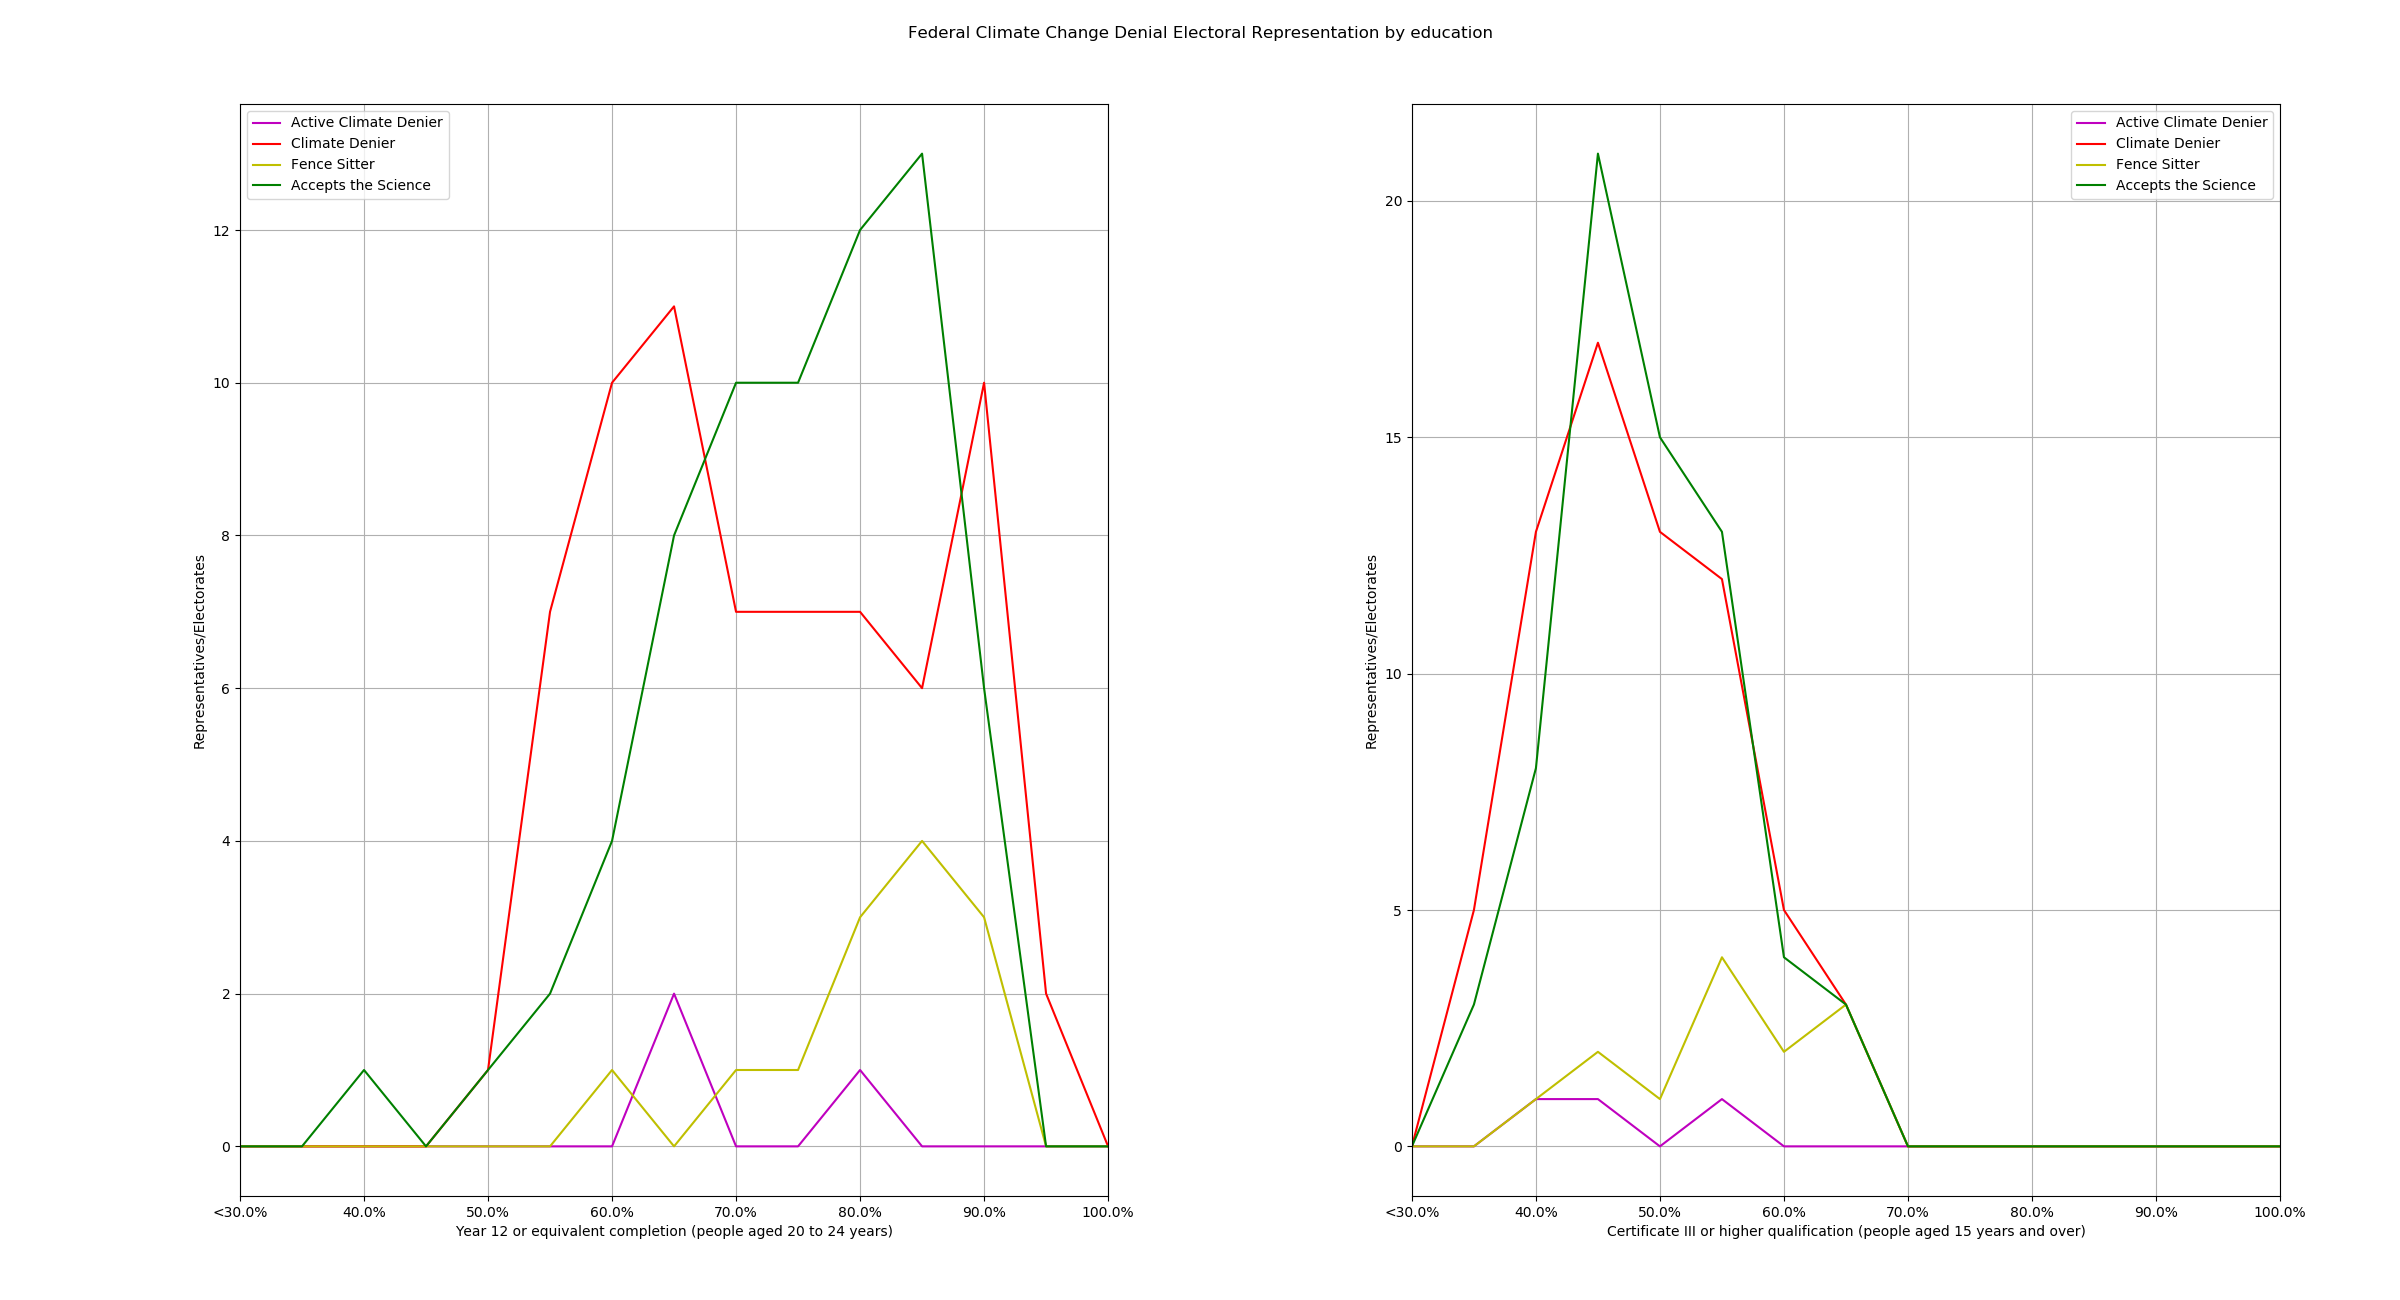 Federal Climate Change Denial Electoral Representation by education
Active Climate Denier
Climate Denier
Fence Sitter
Accepts the Science
12
10
8
6
4
2
0
Representatives/Electorates
<30.0% 40.0% 50.0% 60.0% 70.0% 80.0% 90.0% 100.0%
Year 12 or equivalent completion (people aged 20 to 24 years)
Active Climate Denier
Climate Denier
Fence Sitter
Accepts the Science
20
15
10
5
0
Representatives/Electorates
<30.0% 40.0% 50.0% 60.0% 70.0% 80.0% 90.0% 100.0%
Certificate III or higher qualification (people aged 15 years and over)